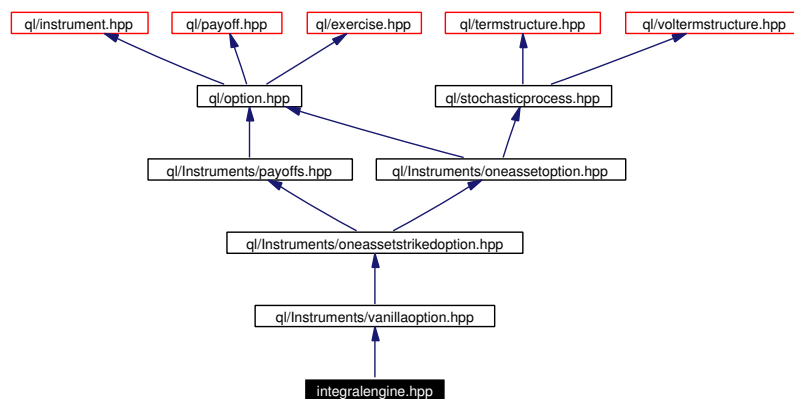 ql/instrument.hpp
ql/payoff.hpp
ql/exercise.hpp
ql/termstructure.hpp
ql/voltermstructure.hpp
ql/option.hpp
ql/stochasticprocess.hpp
ql/Instruments/payoffs.hpp
ql/Instruments/oneassetoption.hpp
ql/Instruments/oneassetstrikedoption.hpp
ql/Instruments/vanillaoption.hpp
integralengine.hpp